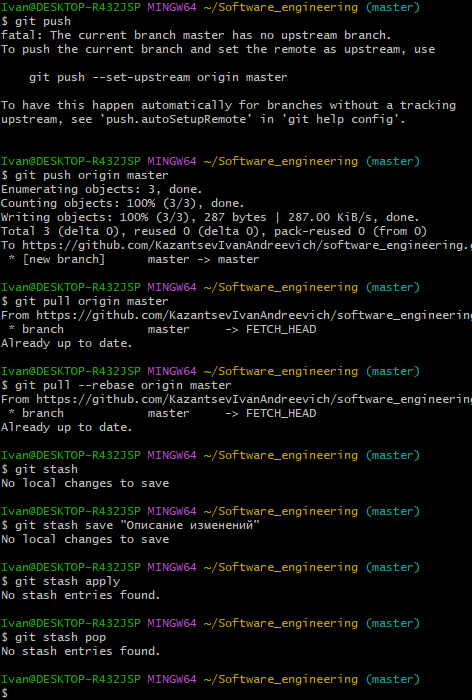 Ivan@DESKTOP-R432JSP MINGW64 ~/Software_engineering (master)
$ git push
fatal: The current branch master has no upstream branch.
To push the current branch and set the remote as upstream, use
git push --set-upstream origin master
To have this happen automatically for branches without a tracking
upstream, see 'push.autoSetupRemote' in 'git help config'.
Ivan@DESKTOP-R432JSP MINGW64 ~/Software_engineering (master)
$ git push origin master
Enumerating objects: 3, done.
Counting objects: 100% (3/3), done.
Writing objects: 100% (3/3), 287 bytes | 287.00 KiB/s, done.
Total 3 (delta 0), reused 0 (delta 0), pack-reused 0 (from 0)
To https://github.com/KazantsevIvanAndreevich/software_engineering.g
* [new branch]      master -> master
Ivan@DESKTOP-R432JSP MINGW64 ~/Software_engineering (master)
$ git pull origin master
From https://github.com/KazantsevIvanAndreevich/software_engineering
* branch            master     -> FETCH_HEAD
Already up to date.
Ivan@DESKTOP-R432JSP MINGW64 ~/Software_engineering (master)
$ git pull --rebase origin master
From https://github.com/KazantsevIvanAndreevich/software_engineering
* branch            master     -> FETCH_HEAD
Already up to date.
Ivan@DESKTOP-R432JSP MINGW64 ~/Software_engineering (master)
$ git stash
No local changes to save
Ivan@DESKTOP-R432JSP MINGW64 ~/Software_engineering (master)
$ git stash save "Описание изменений"
No local changes to save
Ivan@DESKTOP-R432JSP MINGW64 ~/Software_engineering (master)
$ git stash apply
No stash entries found.
Ivan@DESKTOP-R432JSP MINGW64 ~/Software_engineering (master)
$ git stash pop
No stash entries found.
Ivan@DESKTOP-R432JSP MINGW64 ~/Software_engineering (master)
$